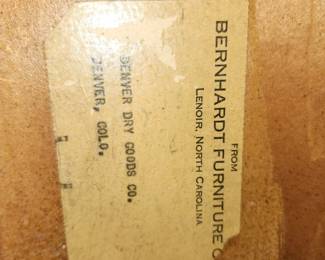 FROM
BERNHARDT FURNITURE C
LENOIR, NORTH CAROLINA
DENVER DRY GOODS CO.
DENVER, COLO.